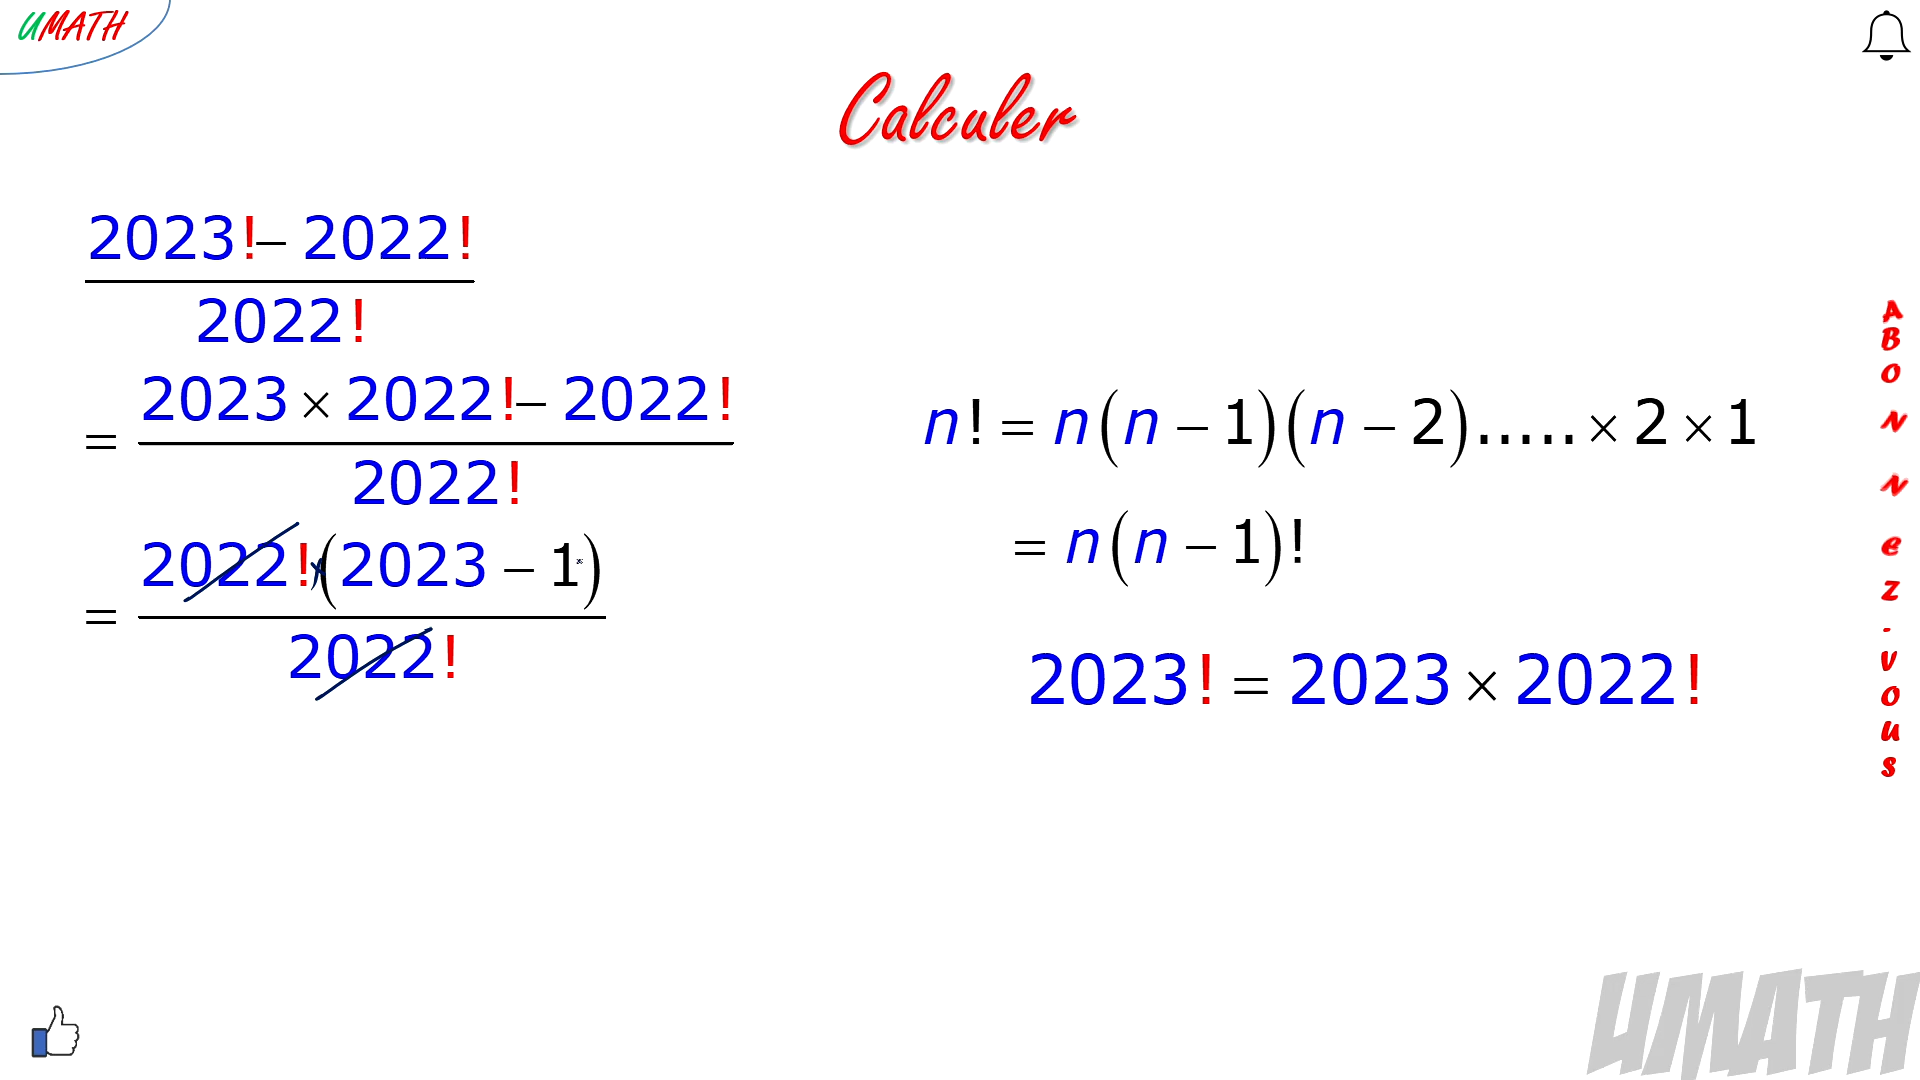 UMATH
Calculer
2023!− 2022!
2022!
= 2023 × 2022!− 2022!
2022!
= 2022!×(2023 − 1)
2022!
n! = n(n − 1)(n − 2).....× 2 × 1
= n(n − 1)!
2023! = 2023 × 2022!
ABONNez-vous
UMATH